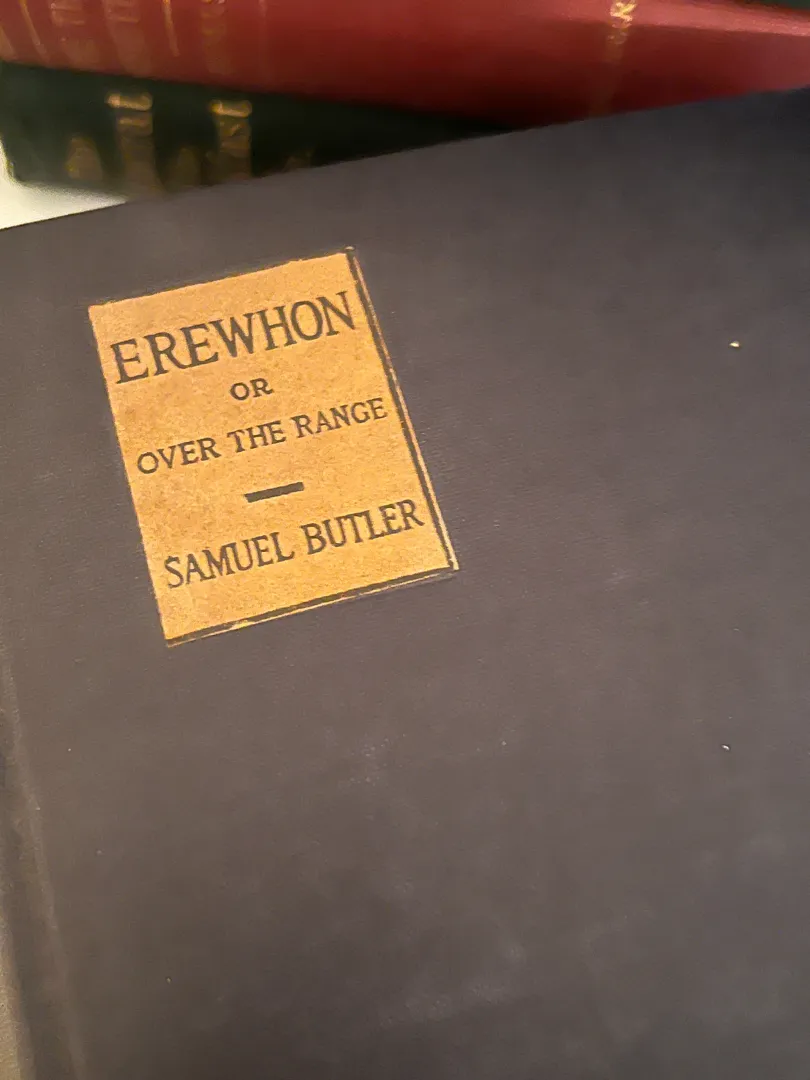 EREWHON
OR
OVER THE RANGE
SAMUEL BUTLER